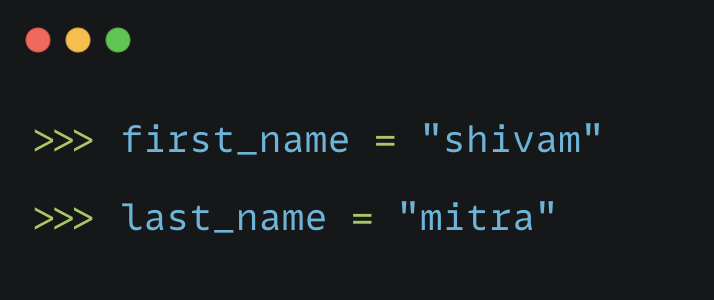 >>> first_name = "shivam"
>>> last_name = "mitra"